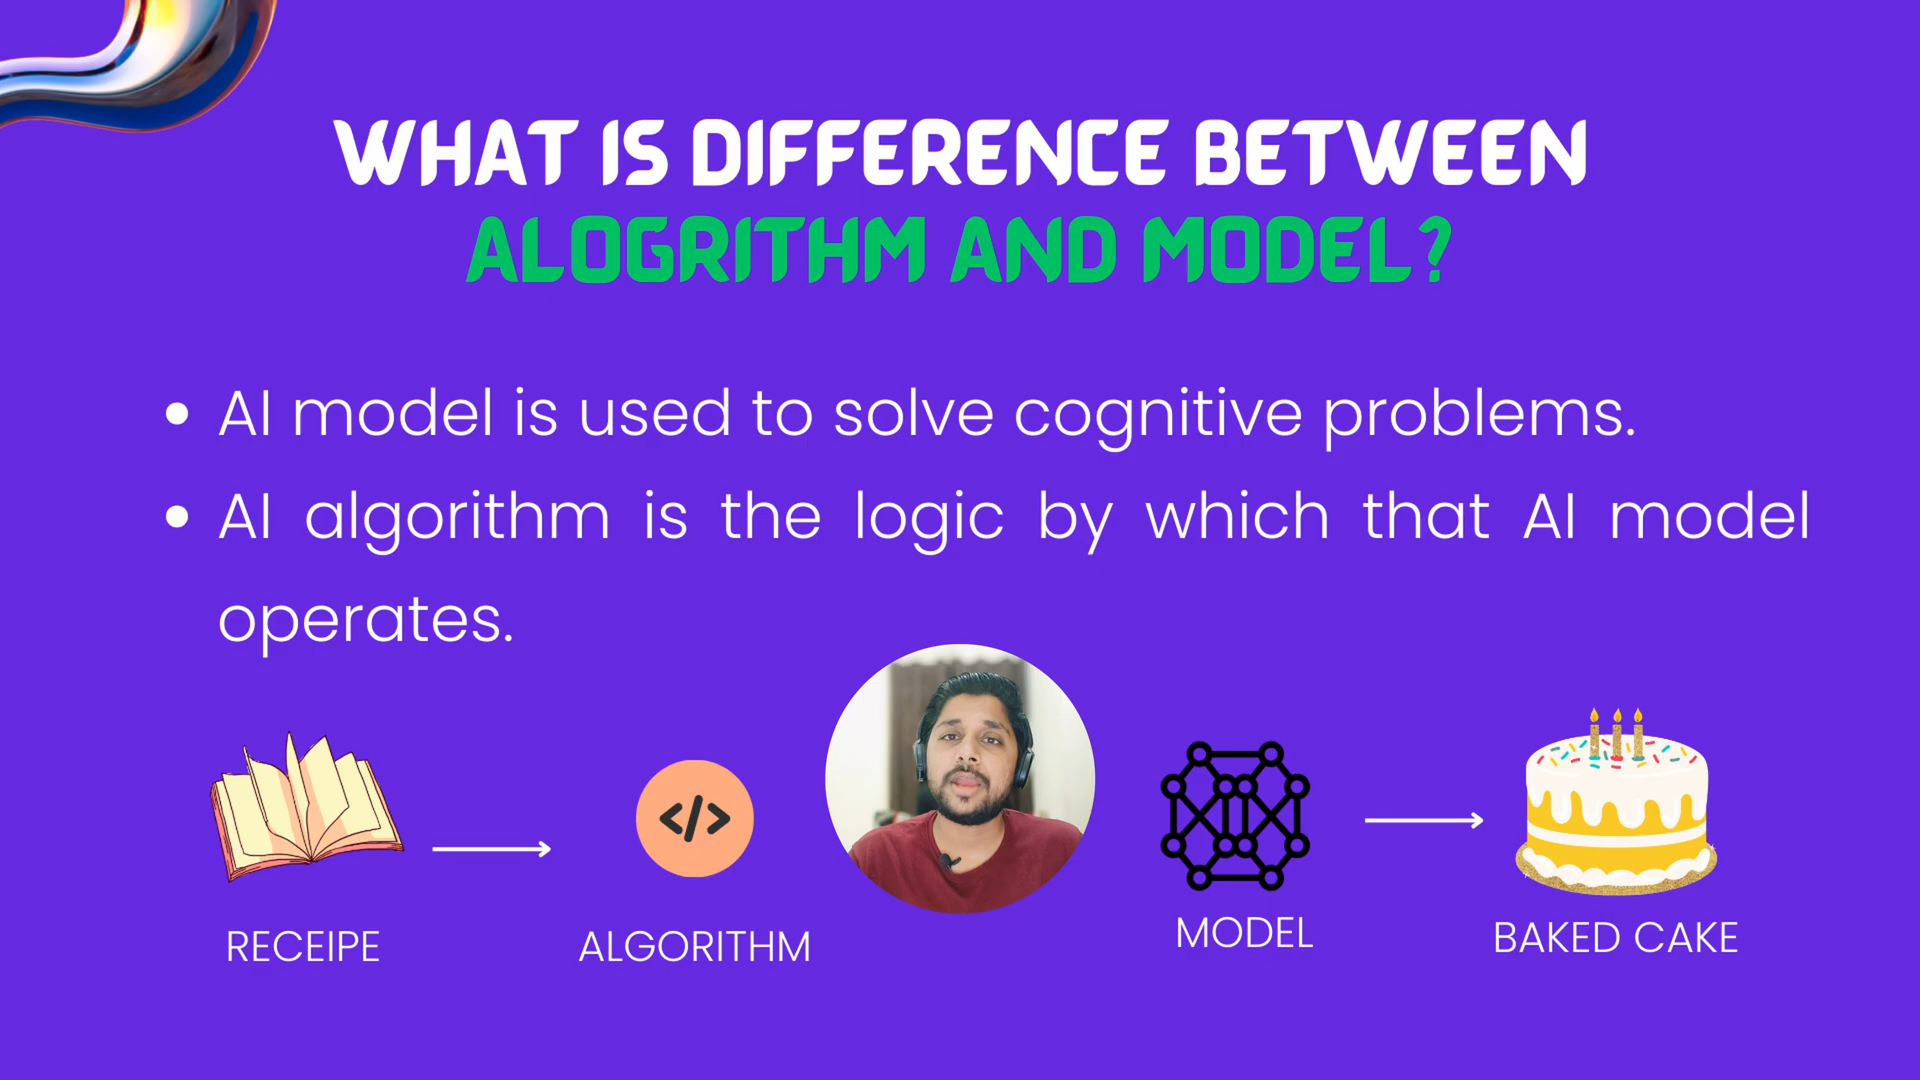 WHAT IS DIFFERENCE BETWEEN
ALOGRITHM AND MODEL?
• AI model is used to solve cognitive problems.
• AI algorithm is the logic by which that AI model
operates.
</>
RECEIPE
ALGORITHM
MODEL
BAKED CAKE